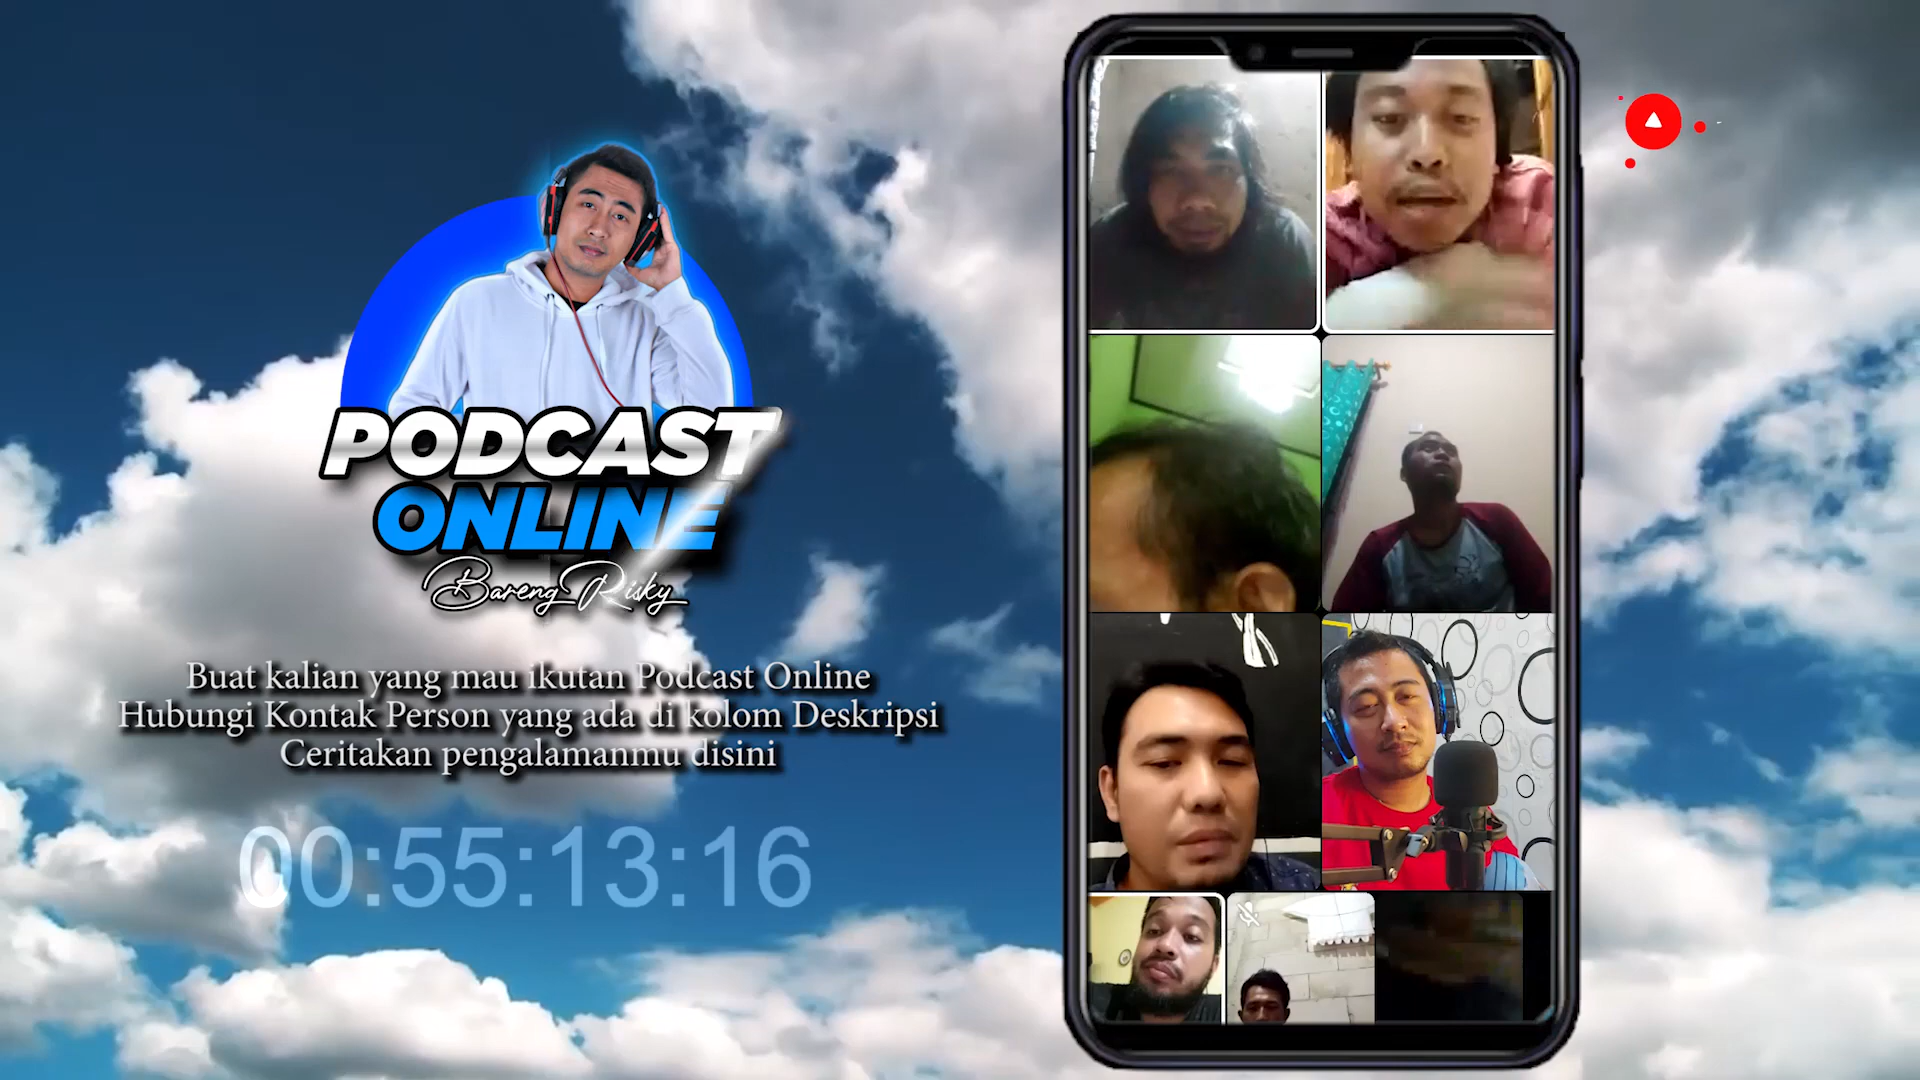 PODCAST
ONLINE
Bareng Risky
Buat kalian yang mau ikutan Podcast Online
Hubungi Kontak Person yang ada di kolom Deskripsi
Ceritakan pengalamanmu disini
00:55:13:16